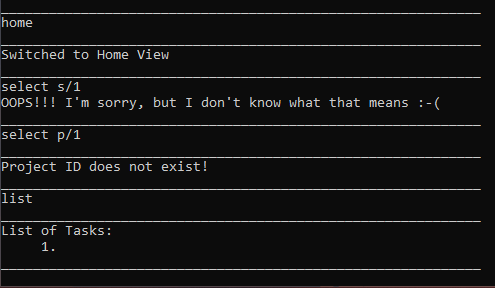 home
Switched to Home View
select s/1
OOPS!!! I'm sorry, but I don't know what that means :-(
select p/1
Project ID does not exist!
list
List of Tasks:
1.